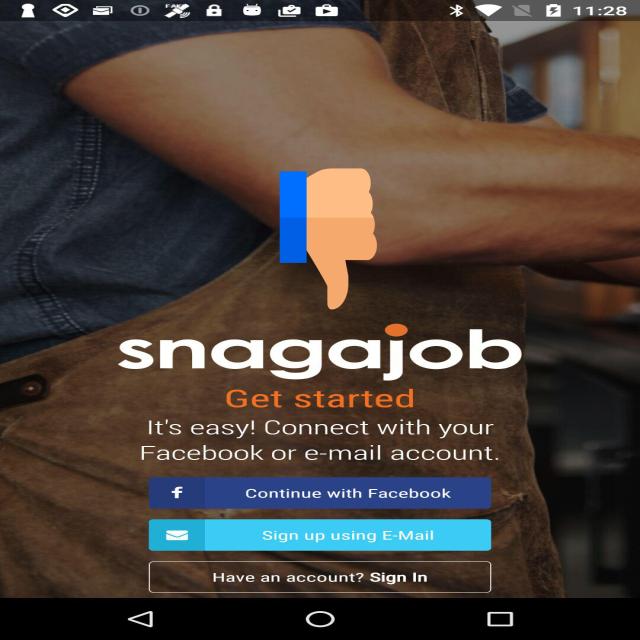 11:28
snagajob
Get started
It's easy! Connect with your
Facebook or e-mail account.
f Continue with Facebook
Sign up using E-Mail
Have an account? Sign In